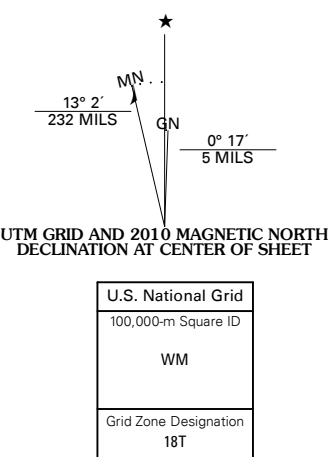 ★
MN
GN
13° 2´
232 MILS
0° 17´
5 MILS
UTM GRID AND 2010 MAGNETIC NORTH
DECLINATION AT CENTER OF SHEET
U.S. National Grid
100,000-m Square ID
WM
Grid Zone Designation
18T